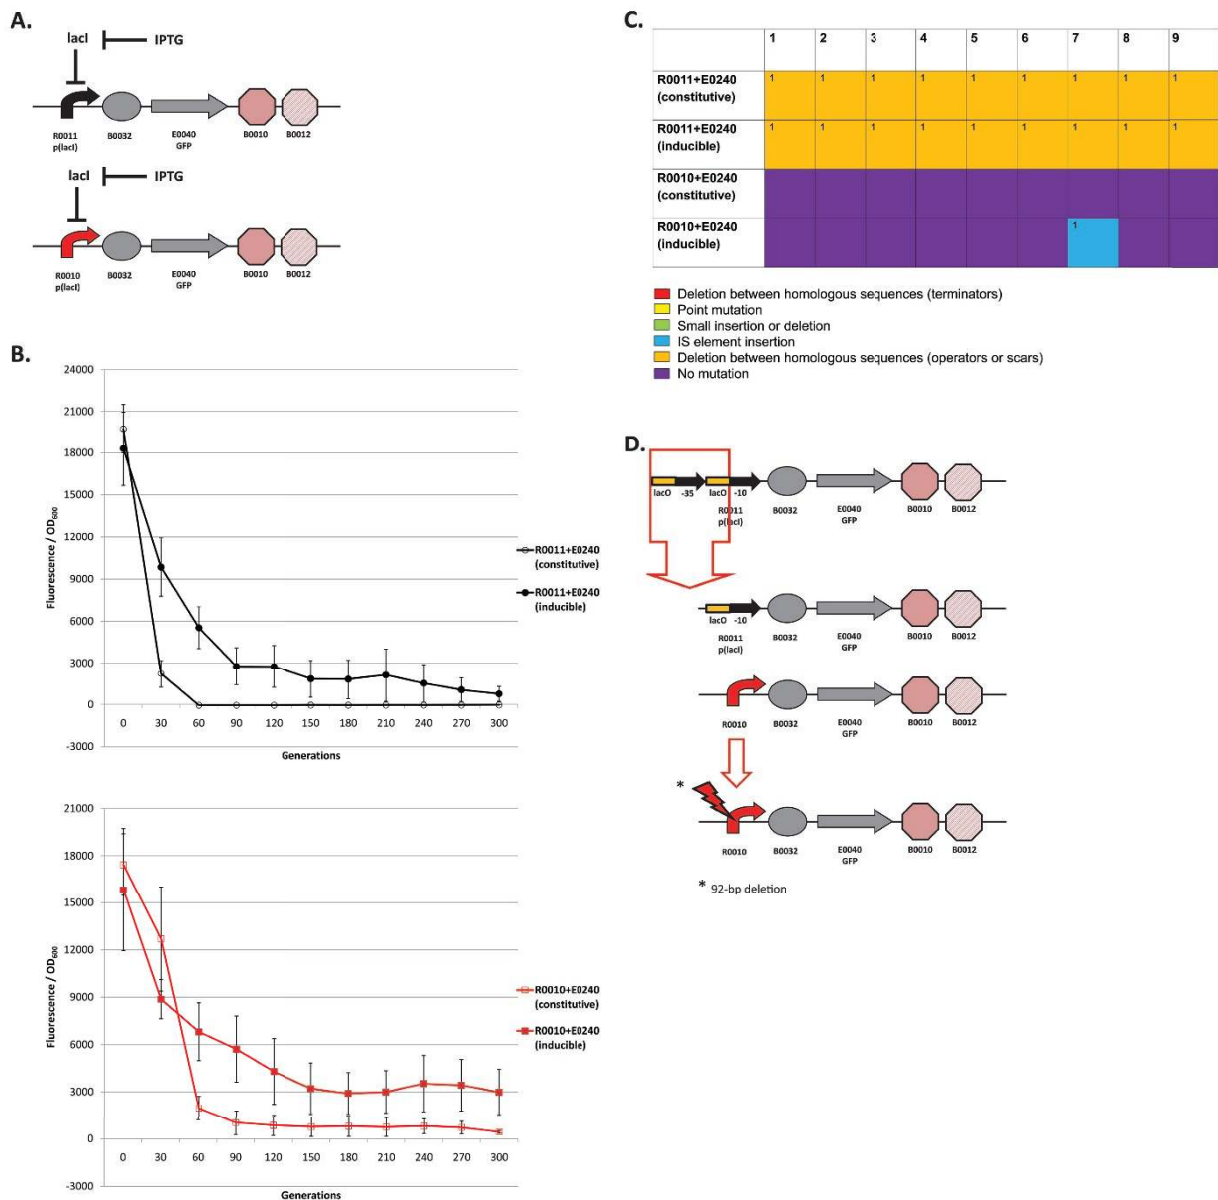 A.
lacI
IPTG
R0011
p(lacI)
B0032
E0040
GFP
B0010
B0012
lacI
IPTG
R0010
p(lacI)
B0032
E0040
GFP
B0010
B0012
B.
24000
21000
18000
15000
12000
9000
6000
3000
0
-3000
Fluorescence / OD600
0 30 60 90 120 150 180 210 240 270 300
Generations
R0011+E0240
(constitutive)
R0011+E0240
(inducible)
21000
18000
15000
12000
9000
6000
3000
0
-3000
Fluorescence / OD600
0 30 60 90 120 150 180 210 240 270 300
Generations
R0010+E0240
(constitutive)
R0010+E0240
(inducible)
C.
1 2 3 4 5 6 7 8 9
R0011+E0240
(constitutive)
1 1 1 1 1 1 1 1 1
R0011+E0240
(inducible)
1 1 1 1 1 1 1 1 1
R0010+E0240
(constitutive)
R0010+E0240
(inducible)
1
Deletion between homologous sequences (terminators)
Point mutation
Small insertion or deletion
IS element insertion
Deletion between homologous sequences (operators or scars)
No mutation
D.
lacO -35 lacO -10
R0011
p(lacI)
B0032
E0040
GFP
B0010
B0012
lacO -10
R0011
p(lacI)
B0032
E0040
GFP
B0010
B0012
R0010
B0032
E0040
GFP
B0010
B0012
*
R0010
B0032
E0040
GFP
B0010
B0012
* 92-bp deletion